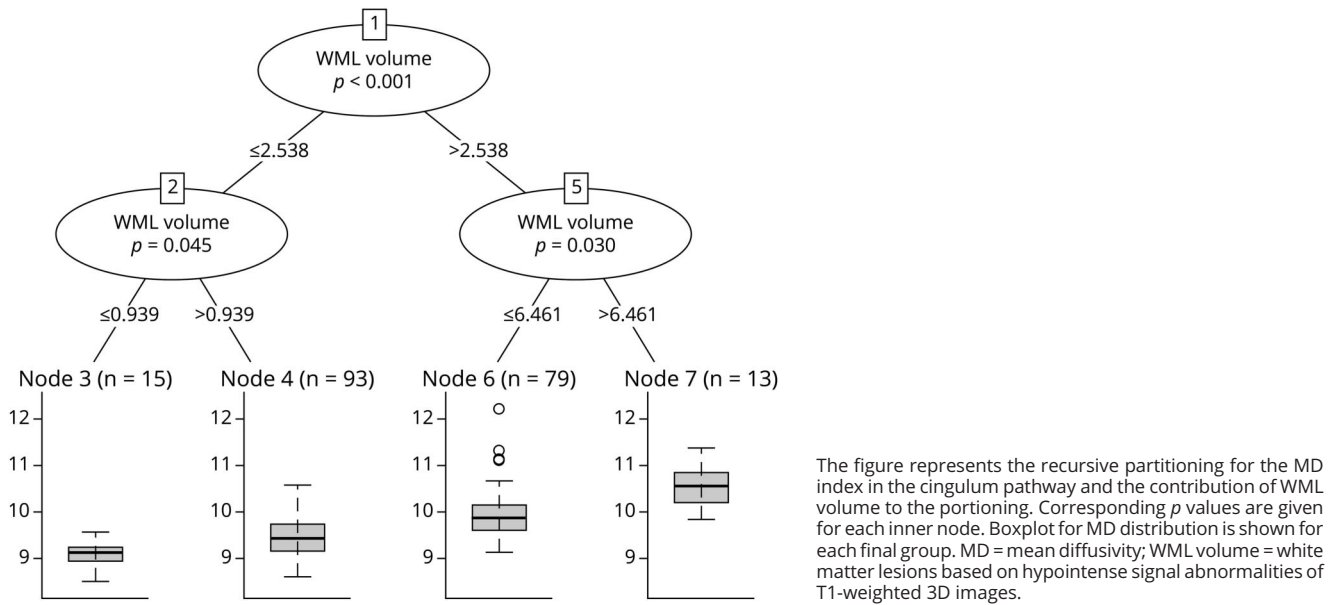 1
WML volume
p < 0.001
≤2.538 >2.538
2
WML volume
p = 0.045
5
WML volume
p = 0.030
≤0.939 >0.939
≤6.461 >6.461
Node 3 (n = 15)
12
11
10
9
Node 4 (n = 93)
12
11
10
9
Node 6 (n = 79)
12
11
10
9
Node 7 (n = 13)
12
11
10
9
The figure represents the recursive partitioning for the MD
index in the cingulum pathway and the contribution of WML
volume to the portioning. Corresponding p values are given
for each inner node. Boxplot for MD distribution is shown for
each final group. MD = mean diffusivity; WML volume = white
matter lesions based on hypointense signal abnormalities of
T1-weighted 3D images.